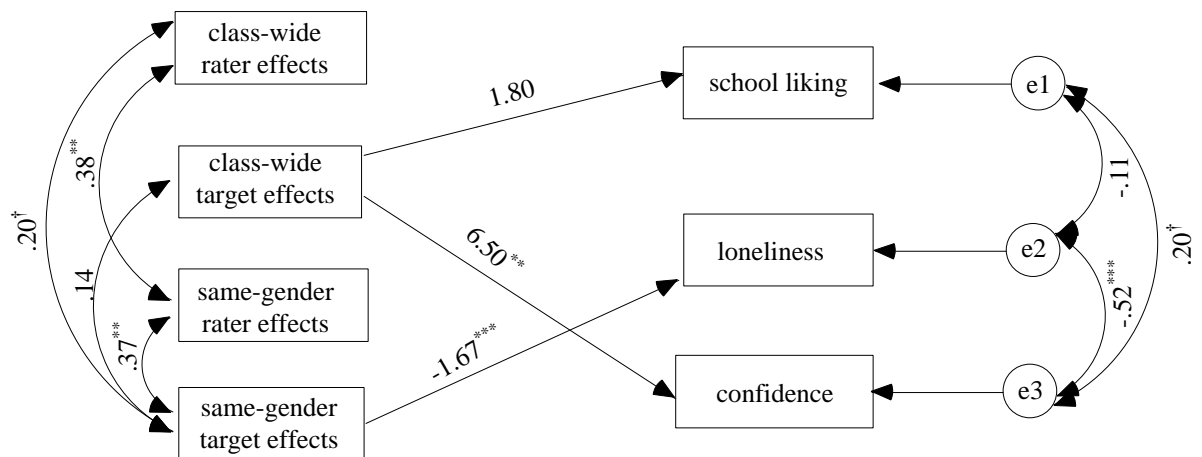 class-wide
rater effects
class-wide
target effects
same-gender
rater effects
same-gender
target effects
.20†
.38**
.14
.37**
1.80
6.50**
-1.67***
school liking
loneliness
confidence
e1
e2
e3
-.11
-.52***
.20†